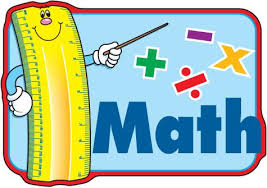 + - ÷ ×
Math